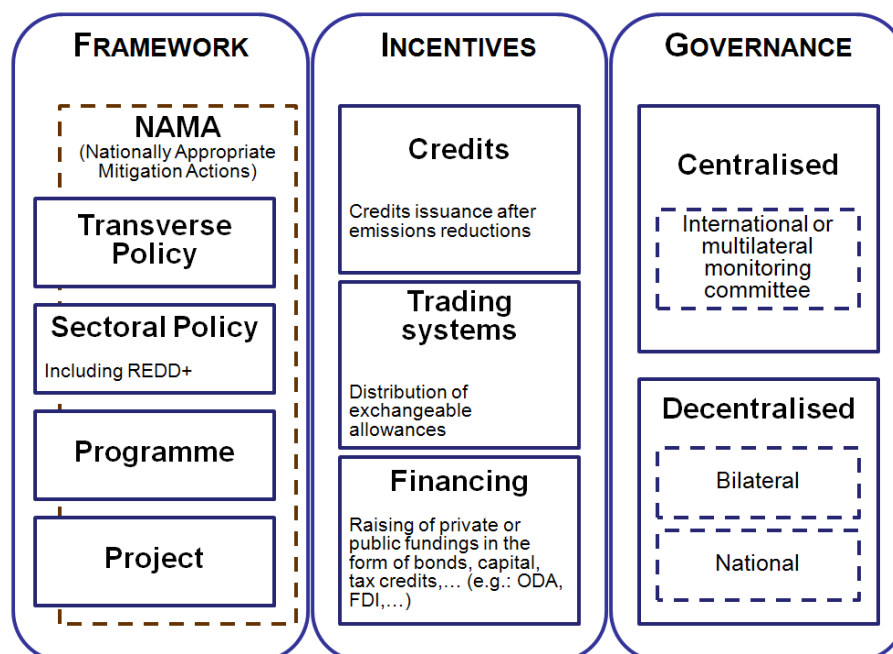 FRAMEWORK
NAMA
(Nationally Appropriate
Mitigation Actions)
Transverse
Policy
Sectoral Policy
Including REDD+
Programme
Project
INCENTIVES
Credits
Credits issuance after
emissions reductions
Trading
systems
Distribution of
exchangeable
allowances
Financing
Raising of private or
public fundings in the
form of bonds, capital,
tax credits,... (e.g.: ODA,
FDI,...)
GOVERNANCE
Centralised
International or
multilateral
monitoring
committee
Decentralised
Bilateral
National